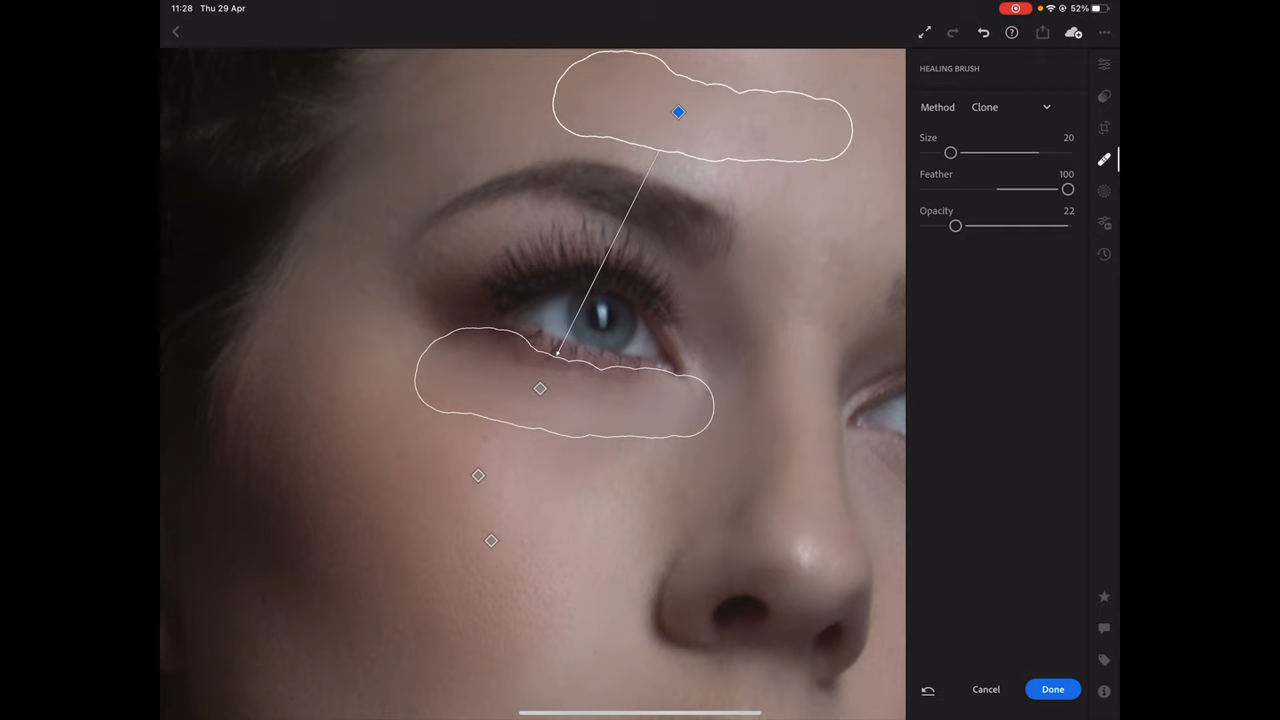 11:28 Thu 29 Apr
52%
HEALING BRUSH
Method Clone
Size 20
Feather 100
Opacity 22
Cancel Done